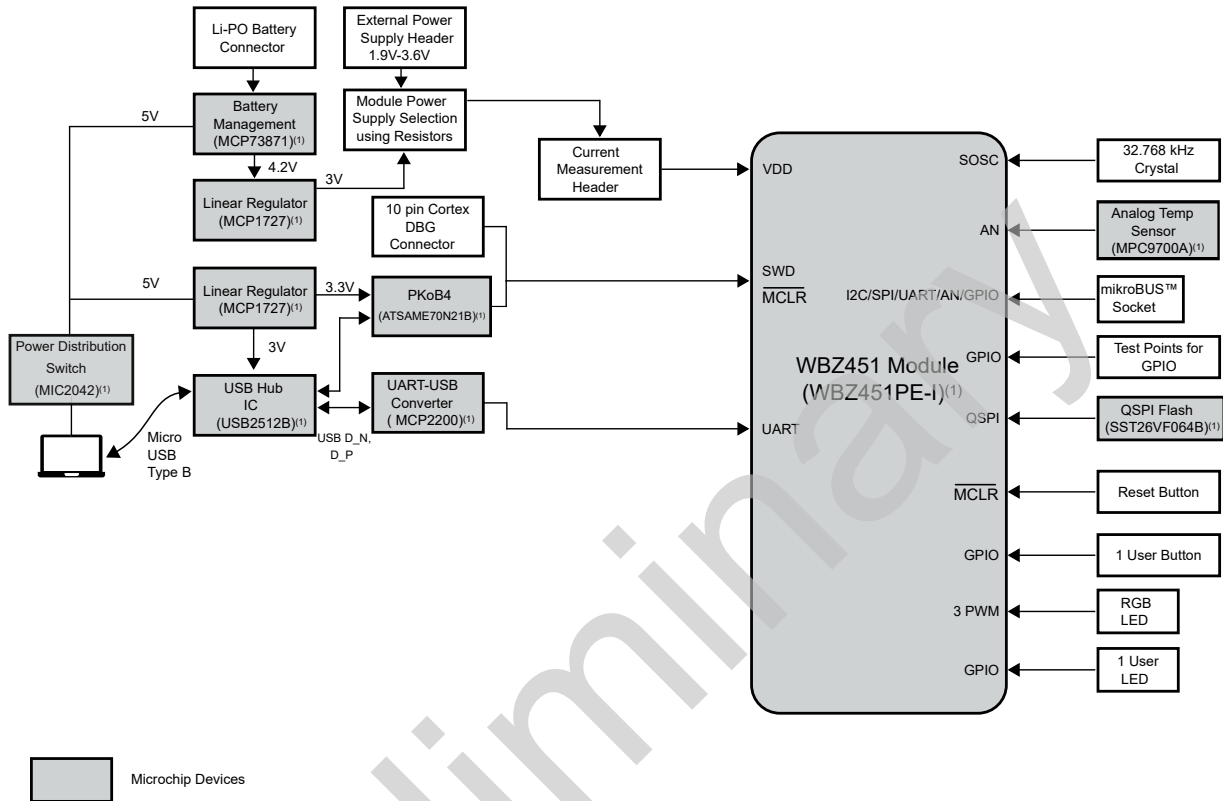 Li-PO Battery
Connector
External Power
Supply Header
1.9V-3.6V
5V
Battery
Management
(MCP73871)(1)
Module Power
Supply Selection
using Resistors
4.2V
3V
Linear Regulator
(MCP1727)(1)
Current
Measurement
Header
10 pin Cortex
DBG
Connector
5V
Linear Regulator
(MCP1727)(1)
3.3V
PKoB4
(ATSAME70N21B)(1)
3V
Power Distribution
Switch
(MIC2042)(1)
USB Hub
IC
(USB2512B)(1)
UART-USB
Converter
( MCP2200)(1)
Micro
USB
Type B
USB D_N,
D_P
VDD
SWD
MCLR
UART
WBZ451 Module
(WBZ451PE-I)(1)
SOSC
AN
I2C/SPI/UART/AN/GPIO
GPIO
QSPI
MCLR
GPIO
3 PWM
GPIO
32.768 kHz
Crystal
Analog Temp
Sensor
(MPC9700A)(1)
mikroBUS™
Socket
Test Points for
GPIO
QSPI Flash
(SST26VF064B)(1)
Reset Button
1 User Button
RGB
LED
1 User
LED
Microchip Devices
liminary